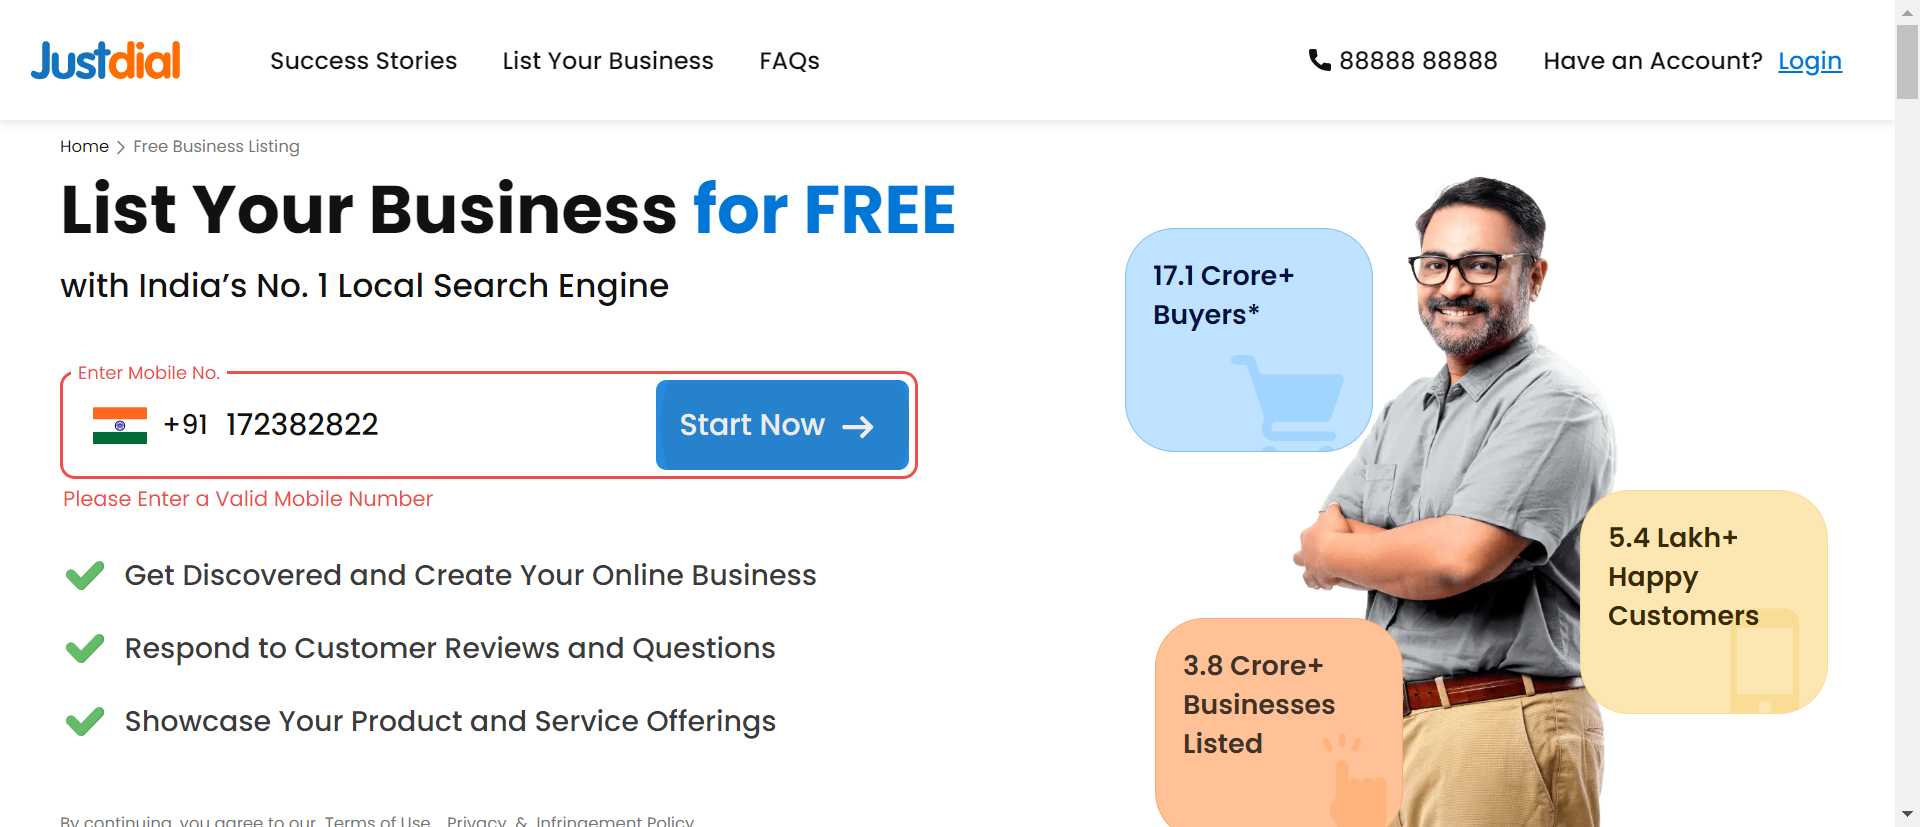 Justdial
Success Stories
List Your Business
FAQs
88888 88888
Have an Account? Login
Home > Free Business Listing
List Your Business for FREE
with India’s No. 1 Local Search Engine
Enter Mobile No.
+91 172382822
Start Now →
Please Enter a Valid Mobile Number
Get Discovered and Create Your Online Business
Respond to Customer Reviews and Questions
Showcase Your Product and Service Offerings
By continuing, you agree to our Terms of Use, Privacy & Infringement Policy
17.1 Crore+
Buyers*
5.4 Lakh+
Happy
Customers
3.8 Crore+
Businesses
Listed